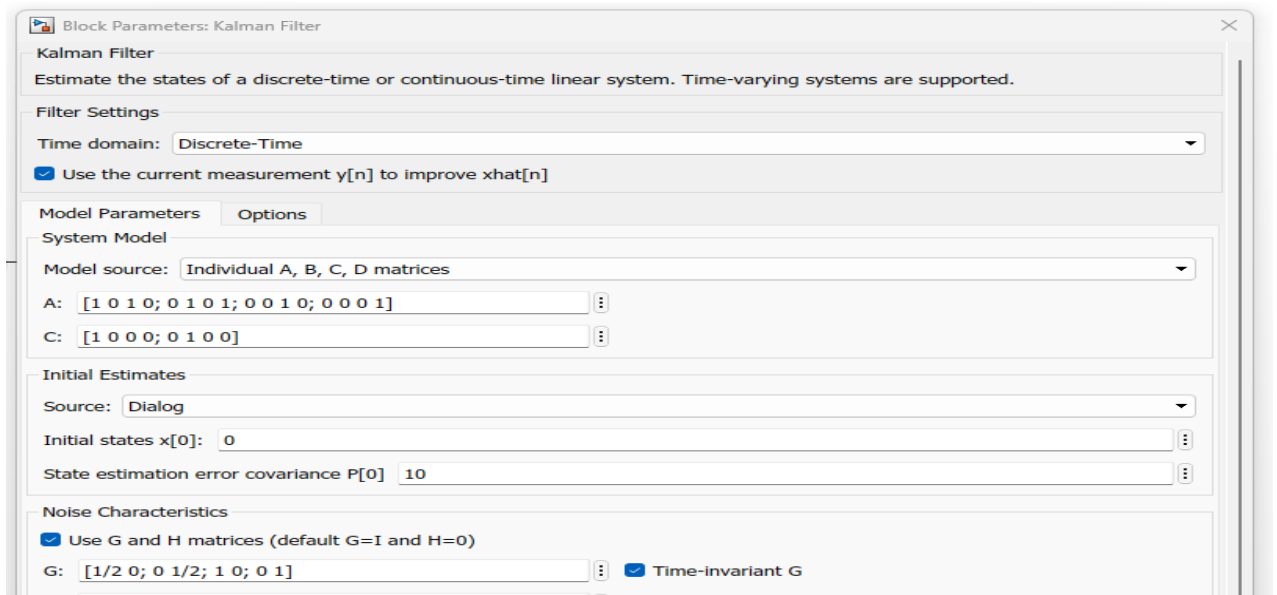 Block Parameters: Kalman Filter
Kalman Filter
Estimate the states of a discrete-time or continuous-time linear system. Time-varying systems are supported.
Filter Settings
Time domain: Discrete-Time
Use the current measurement y[n] to improve xhat[n]
Model Parameters Options
System Model
Model source: Individual A, B, C, D matrices
A: [1 0 1 0; 0 1 0 1; 0 0 1 0; 0 0 0 1]
C: [1 0 0 0; 0 1 0 0]
Initial Estimates
Source: Dialog
Initial states x[0]: 0
State estimation error covariance P[0] 10
Noise Characteristics
Use G and H matrices (default G=I and H=0)
G: [1/2 0; 0 1/2; 1 0; 0 1] Time-invariant G